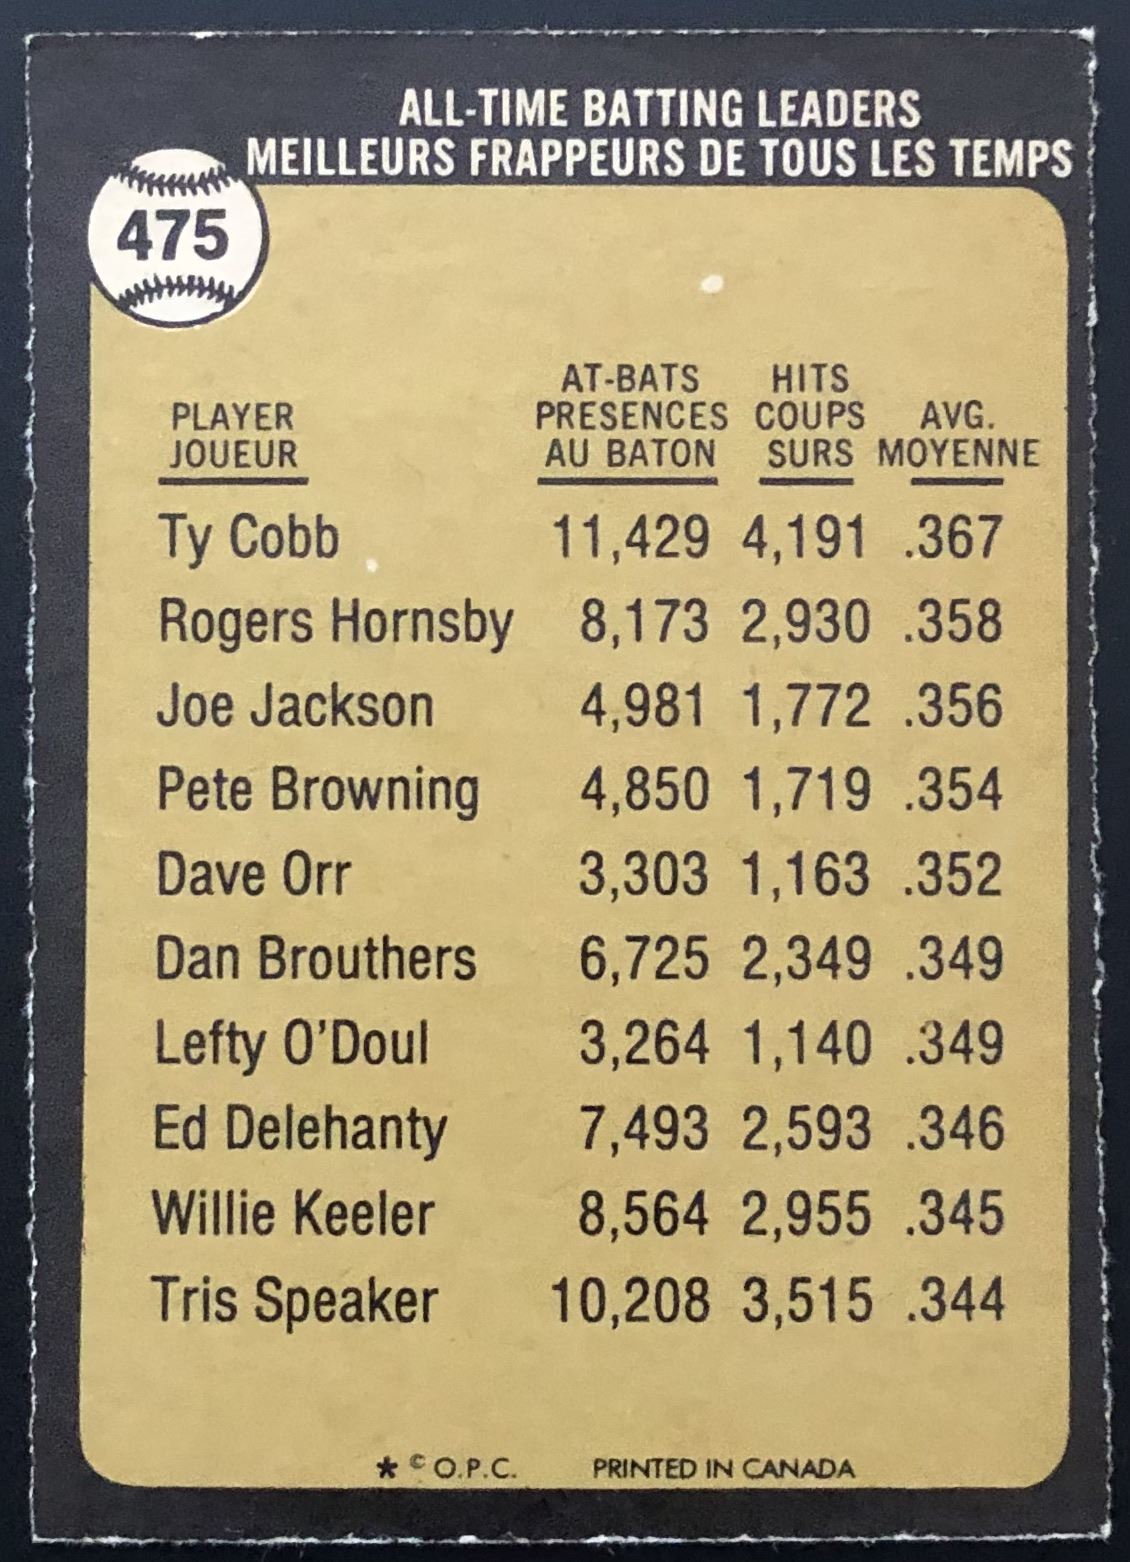 ALL-TIME BATTING LEADERS
MEILLEURS FRAPPEURS DE TOUS LES TEMPS
475
AT-BATS HITS
PLAYER PRESENCES COUPS AVG.
JOUEUR AU BATON SURS MOYENNE
Ty Cobb 11,429 4,191 .367
Rogers Hornsby 8,173 2,930 .358
Joe Jackson 4,981 1,772 .356
Pete Browning 4,850 1,719 .354
Dave Orr 3,303 1,163 .352
Dan Brouthers 6,725 2,349 .349
Lefty O'Doul 3,264 1,140 .349
Ed Delehanty 7,493 2,593 .346
Willie Keeler 8,564 2,955 .345
Tris Speaker 10,208 3,515 .344
* © O.P.C. PRINTED IN CANADA